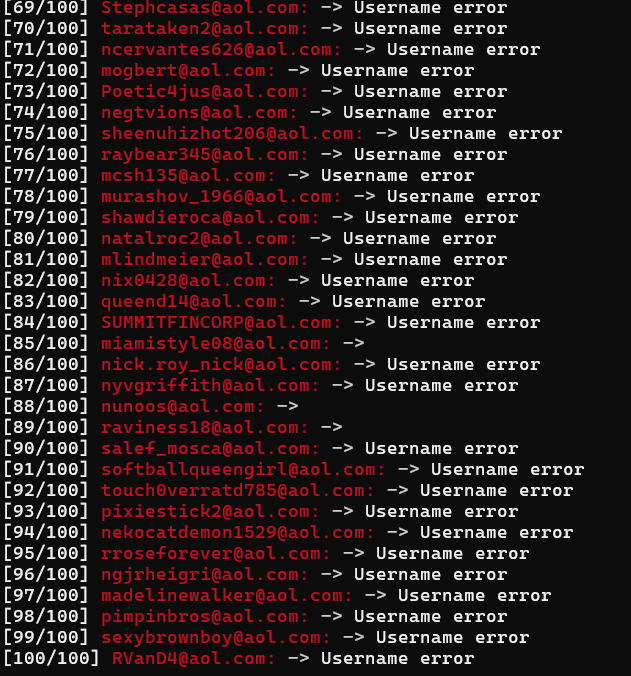 [69/100] Stephcasas@aol.com: -> Username error
[70/100] tarataken2@aol.com: -> Username error
[71/100] ncervantes626@aol.com: -> Username error
[72/100] mogbert@aol.com: -> Username error
[73/100] Poetic4jus@aol.com: -> Username error
[74/100] negtvions@aol.com: -> Username error
[75/100] sheenuhizhot206@aol.com: -> Username error
[76/100] raybear345@aol.com: -> Username error
[77/100] mcsh135@aol.com: -> Username error
[78/100] murashov_1966@aol.com: -> Username error
[79/100] shawdieroca@aol.com: -> Username error
[80/100] natalroc2@aol.com: -> Username error
[81/100] mlindmeier@aol.com: -> Username error
[82/100] nix0428@aol.com: -> Username error
[83/100] queend14@aol.com: -> Username error
[84/100] SUMMITFINCORP@aol.com: -> Username error
[85/100] miamistyle08@aol.com: ->
[86/100] nick.roy_nick@aol.com: -> Username error
[87/100] nyvgriffith@aol.com: -> Username error
[88/100] nunoos@aol.com: ->
[89/100] raviness18@aol.com: ->
[90/100] salef_mosca@aol.com: -> Username error
[91/100] softballqueengirl@aol.com: -> Username error
[92/100] touch0verratd785@aol.com: -> Username error
[93/100] pixiestick2@aol.com: -> Username error
[94/100] nekocatdemon1529@aol.com: -> Username error
[95/100] rroseforever@aol.com: -> Username error
[96/100] ngjrheigri@aol.com: -> Username error
[97/100] madelinewalker@aol.com: -> Username error
[98/100] pimpinbros@aol.com: -> Username error
[99/100] sexybrownboy@aol.com: -> Username error
[100/100] RVanD4@aol.com: -> Username error